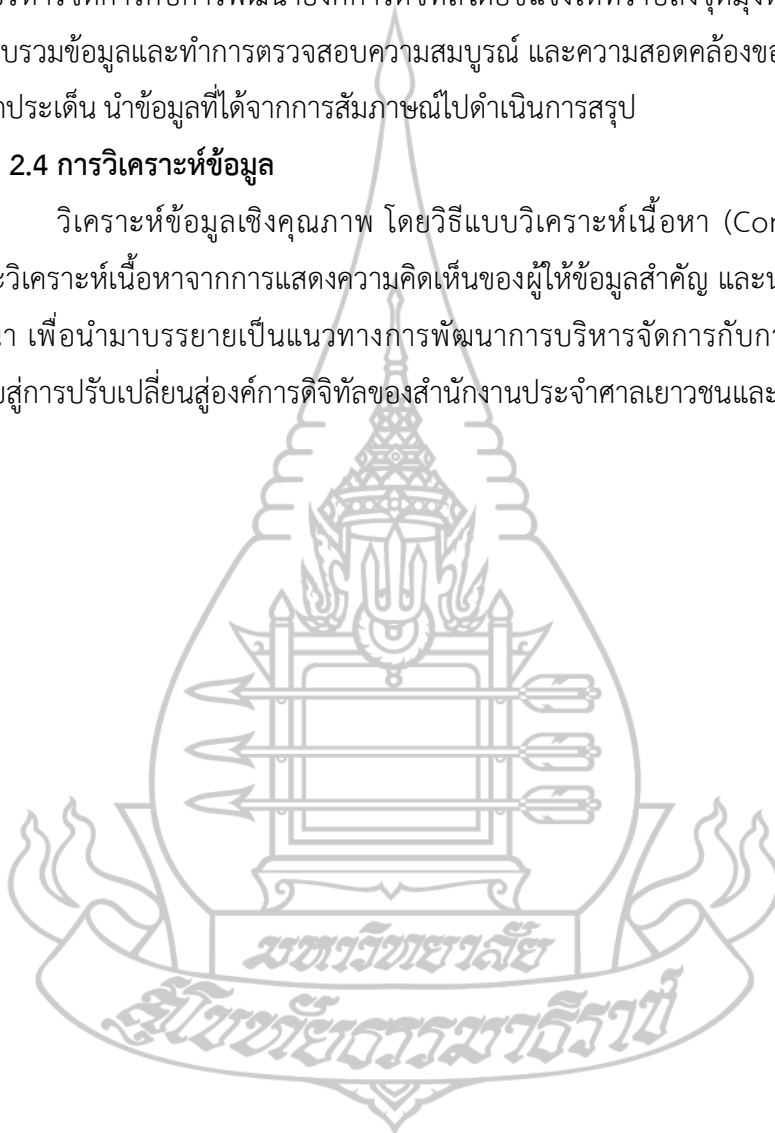 บริหารจัดการกับการพัฒนาองค์การดิจิทัลโดยชี้แจงให้ทราบถึง
บรวมข้อมูลและทำการตรวจสอบความสมบูรณ์ และความสอดคล้องขอ
ประเด็น นำข้อมูลที่ได้จากการสัมภาษณ์ไปดำเนินการสรุป
2.4 การวิเคราะห์ข้อมูล
วิเคราะห์ข้อมูลเชิงคุณภาพ โดยวิธีแบบวิเคราะห์เนื้อหา (Con
ะวิเคราะห์เนื้อหาจากการแสดงความคิดเห็นของผู้ให้ข้อมูลสำคัญ และน
นา เพื่อนำมาบรรยายเป็นแนวทางการพัฒนาการบริหารจัดการกับกา
สู่การปรับเปลี่ยนสู่องค์การดิจิทัลของสำนักงานประจำศาลเยาวชนและ
มหาวิทยาลัย
สุโขทัยธรรมาธิราช